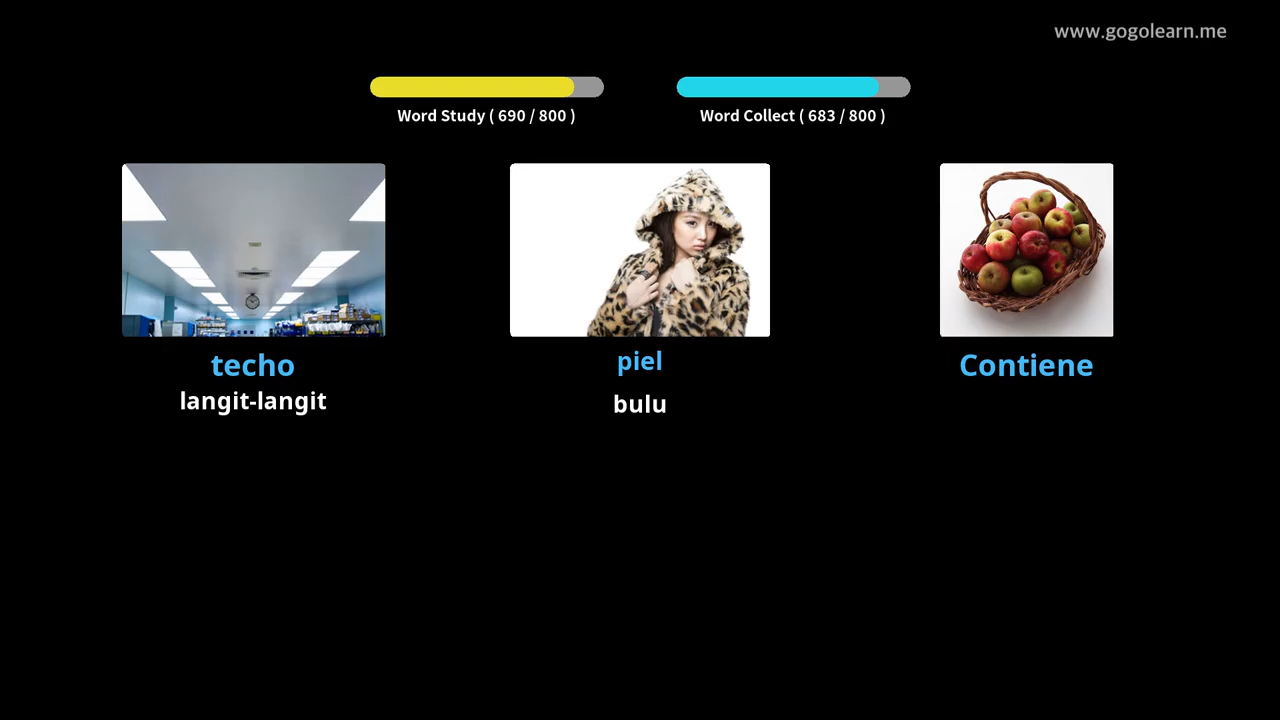 www.gogolearn.me
Word Study ( 690 / 800 )
Word Collect ( 683 / 800 )
techo
langit-langit
piel
bulu
Contiene